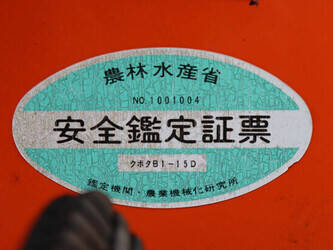 農林水産省
NO 1001004
安全鑑定証票
クボタB1-15D
鑑定機関・農業機械化研究所